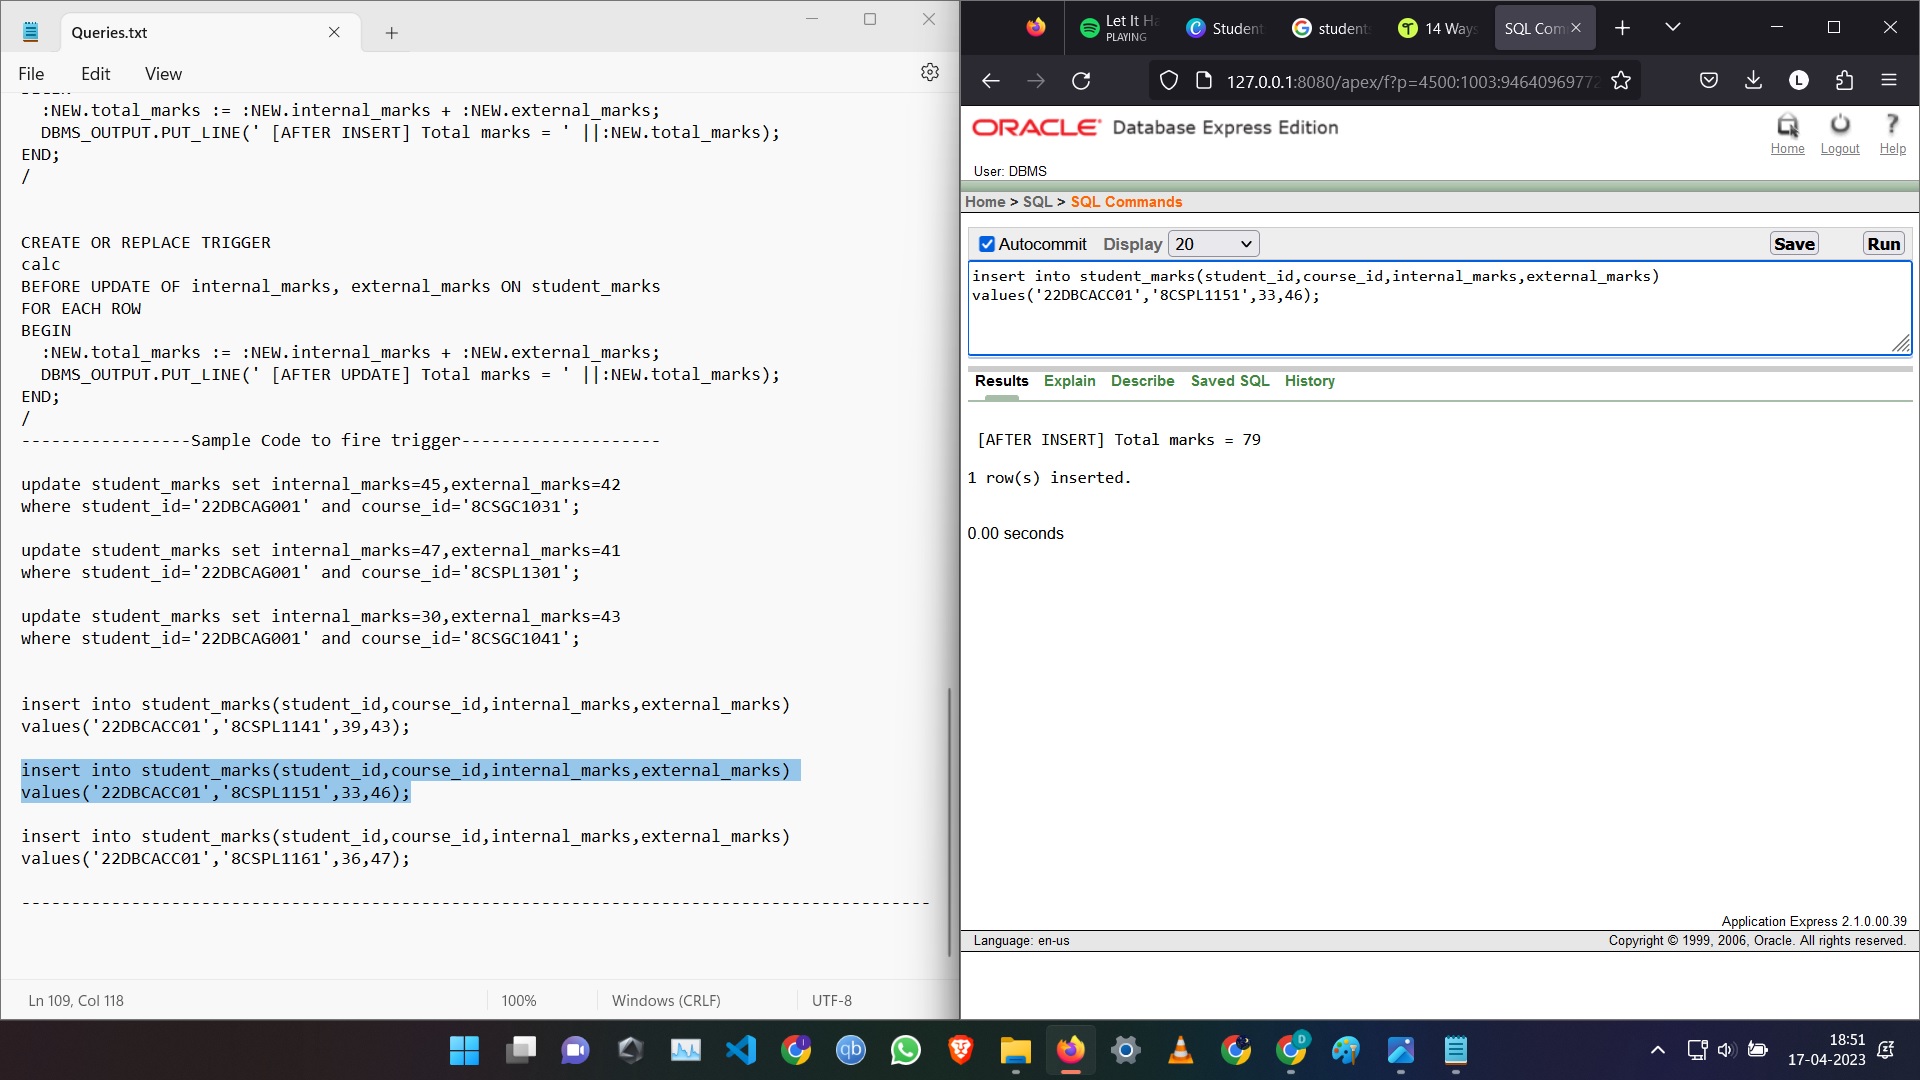 Queries.txt
File Edit View
:NEW.total_marks := :NEW.internal_marks + :NEW.external_marks;
DBMS_OUTPUT.PUT_LINE(' [AFTER INSERT] Total marks = ' ||:NEW.total_marks);
END;
/
CREATE OR REPLACE TRIGGER
calc
BEFORE UPDATE OF internal_marks, external_marks ON student_marks
FOR EACH ROW
BEGIN
:NEW.total_marks := :NEW.internal_marks + :NEW.external_marks;
DBMS_OUTPUT.PUT_LINE(' [AFTER UPDATE] Total marks = ' ||:NEW.total_marks);
END;
/
-----------------Sample Code to fire trigger--------------------
update student_marks set internal_marks=45,external_marks=42
where student_id='22DBCAG001' and course_id='8CSGC1031';
update student_marks set internal_marks=47,external_marks=41
where student_id='22DBCAG001' and course_id='8CSPL1301';
update student_marks set internal_marks=30,external_marks=43
where student_id='22DBCAG001' and course_id='8CSGC1041';
insert into student_marks(student_id,course_id,internal_marks,external_marks)
values('22DBCACC01','8CSPL1141',39,43);
insert into student_marks(student_id,course_id,internal_marks,external_marks)
values('22DBCACC01','8CSPL1151',33,46);
insert into student_marks(student_id,course_id,internal_marks,external_marks)
values('22DBCACC01','8CSPL1161',36,47);
-------------------------------------------------------------------------------------------
Ln 109, Col 118 100% Windows (CRLF) UTF-8
Let It Ha
PLAYING
Student student 14 Ways SQL Com
127.0.0.1:8080/apex/f?p=4500:1003:94640969772
L
ORACLE Database Express Edition
Home Logout Help
User: DBMS
Home > SQL > SQL Commands
Autocommit Display 20 Save Run
insert into student_marks(student_id,course_id,internal_marks,external_marks)
values('22DBCACC01','8CSPL1151',33,46);
Results Explain Describe Saved SQL History
[AFTER INSERT] Total marks = 79
1 row(s) inserted.
0.00 seconds
Application Express 2.1.0.00.39
Language: en-us Copyright © 1999, 2006, Oracle. All rights reserved.
qb
D
18:51
17-04-2023